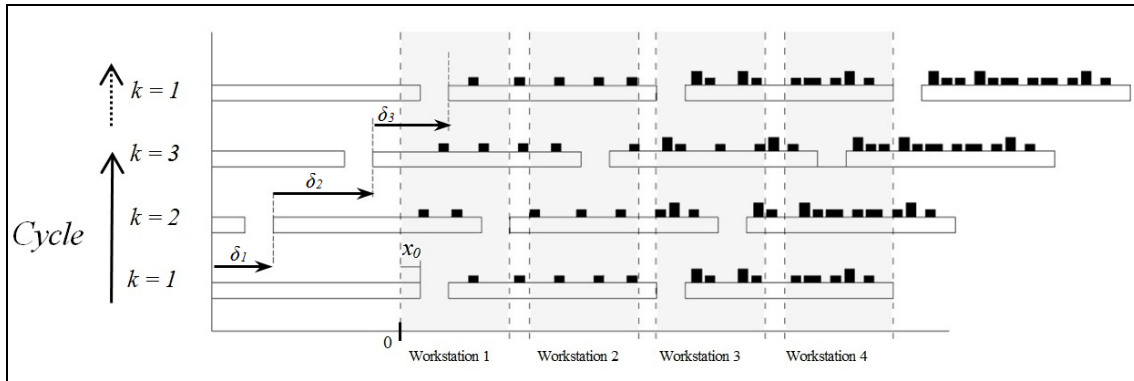 k = 1
δ3
k = 3
δ2
Cycle
k = 2
δ1
x0
k = 1
0
Workstation 1
Workstation 2
Workstation 3
Workstation 4